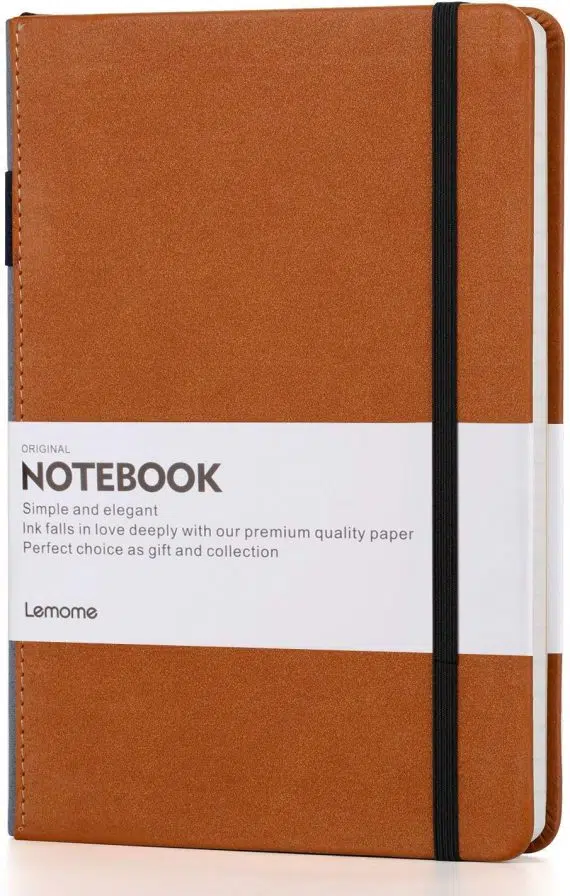 ORIGINAL
NOTEBOOK
Simple and elegant
Ink falls in love deeply with our premium quality paper
Perfect choice as gift and collection
Lemome